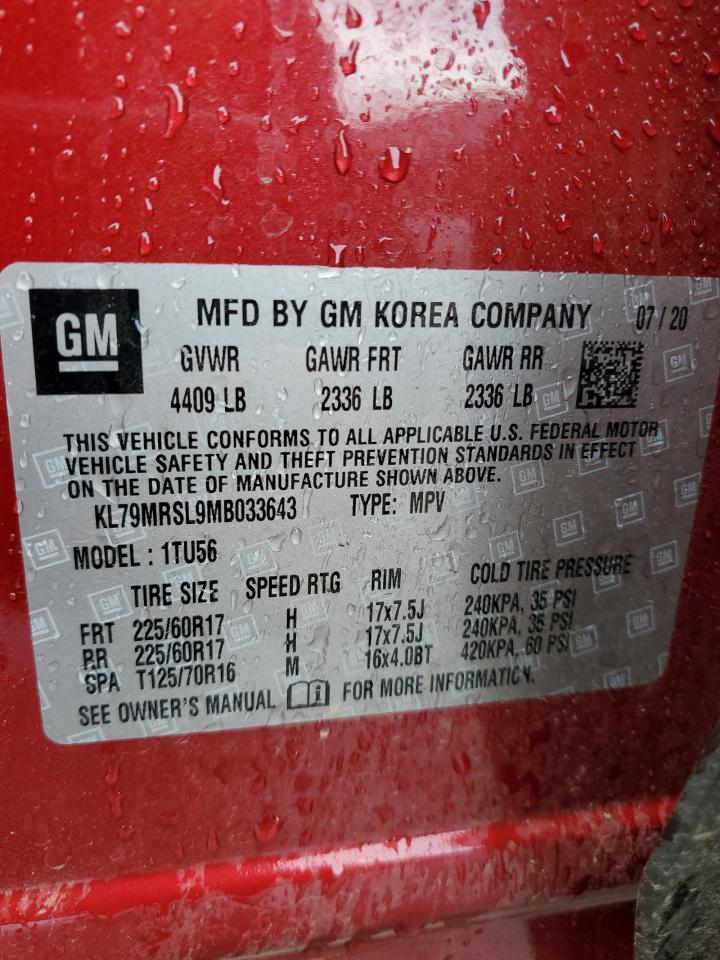 GM
MFD BY GM KOREA COMPANY 07 / 20
GVWR GAWR FRT GAWR RR
4409 LB 2336 LB 2336 LB
THIS VEHICLE CONFORMS TO ALL APPLICABLE U.S. FEDERAL MOTOR
VEHICLE SAFETY AND THEFT PREVENTION STANDARDS IN EFFECT
ON THE DATE OF MANUFACTURE SHOWN ABOVE.
KL79MRSL9MB033643 TYPE: MPV
MODEL : 1TU56
TIRE SIZE SPEED RTG RIM COLD TIRE PRESSURE
FRT 225/60R17 H 17x7.5J 240KPA, 35 PSI
RR 225/60R17 H 17x7.5J 240KPA, 35 PSI
SPA T125/70R16 M 16x4.0BT 420KPA, 60 PSI
SEE OWNER'S MANUAL FOR MORE INFORMATION.